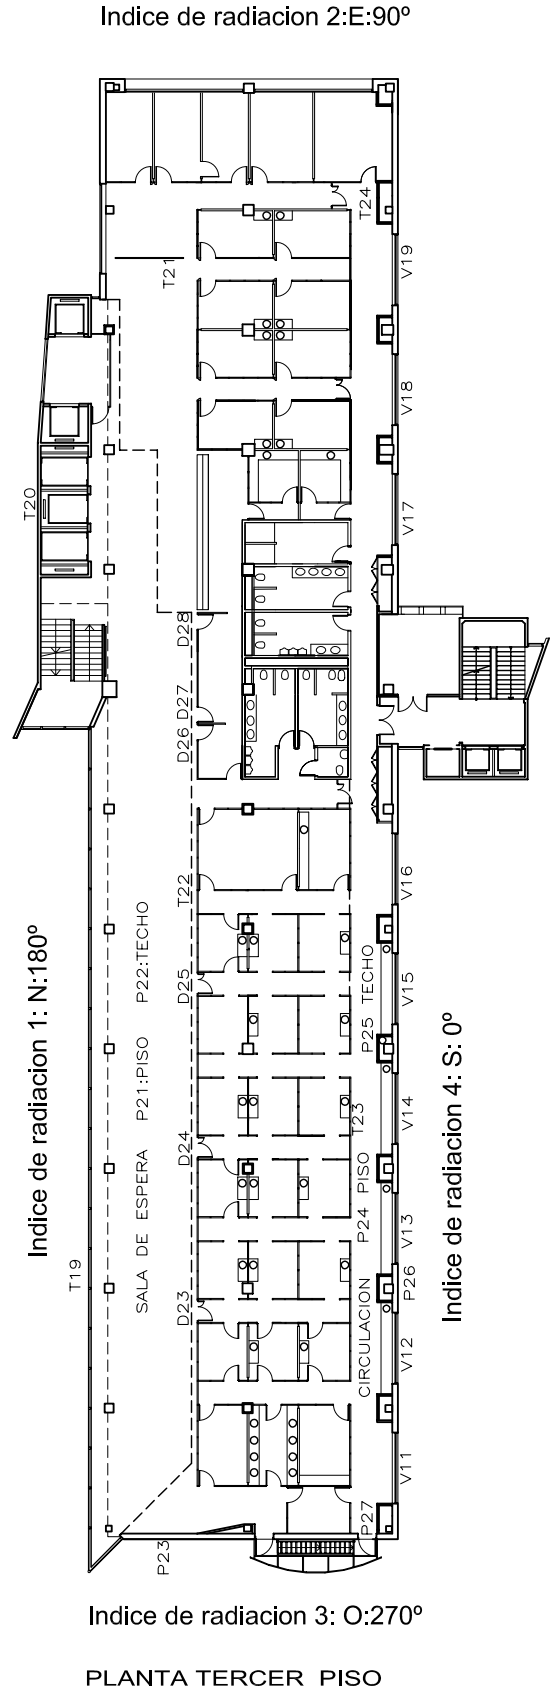 Indice de radiacion 2:E:90º
T24
V19
T21
V18
T20
V17
D28
D27
D26
V16
T22
P22:TECHO
D25
V15
P25 TECHO
Indice de radiacion 1: N:180º
P21:PISO
V14
T23
Indice de radiacion 4: S: 0º
D24
SALA DE ESPERA
P24 PISO
V13
T19
P26
D23
CIRCULACION
V12
V11
P27
P23
Indice de radiacion 3: O:270º
PLANTA TERCER PISO